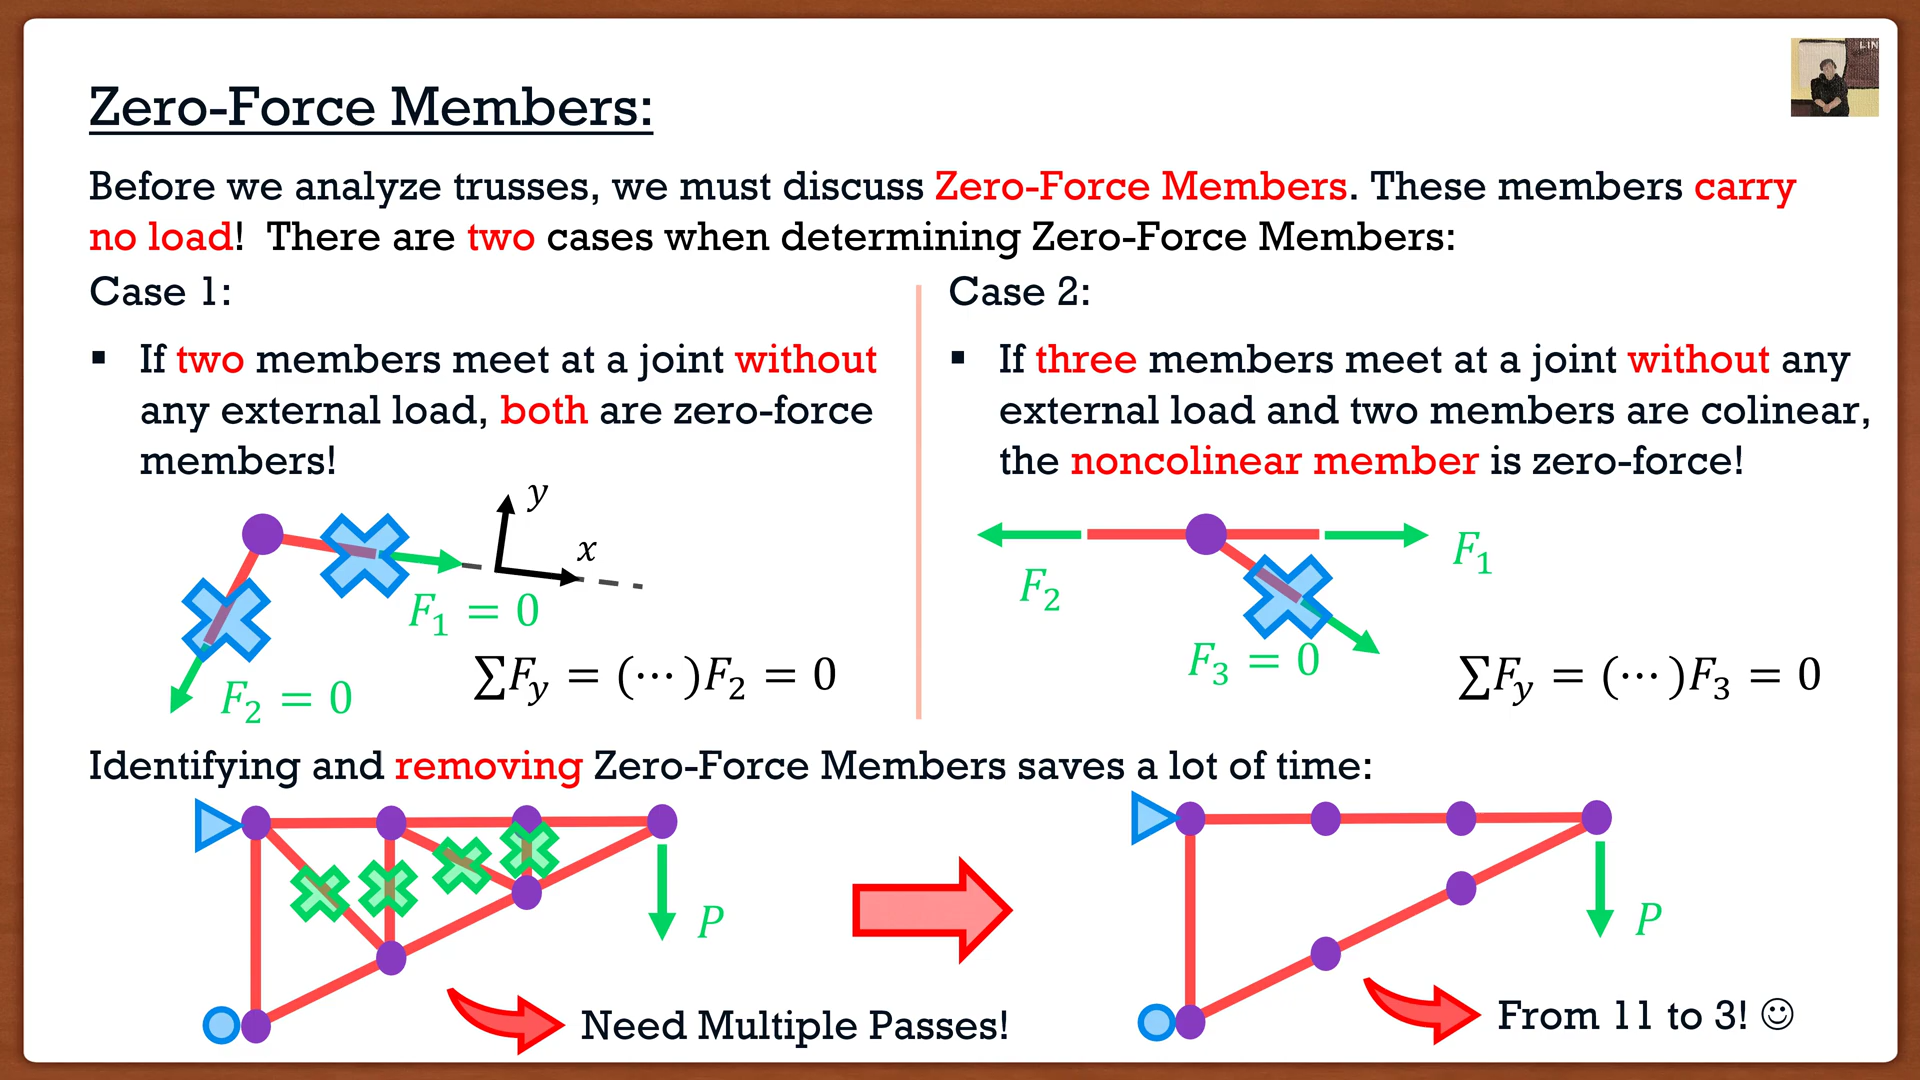 Zero-Force Members:
LIN
Before we analyze trusses, we must discuss Zero-Force Members. These members carry
no load!  There are two cases when determining Zero-Force Members:
Case 1:
▪ If two members meet at a joint without
any external load, both are zero-force
members!
y
x
F₁ = 0
F₂ = 0
∑F_y = (⋯)F₂ = 0
Case 2:
▪ If three members meet at a joint without any
external load and two members are colinear,
the noncolinear member is zero-force!
F₁
F₂
F₃ = 0
∑F_y = (⋯)F₃ = 0
Identifying and removing Zero-Force Members saves a lot of time:
P
Need Multiple Passes!
P
From 11 to 3! ☺